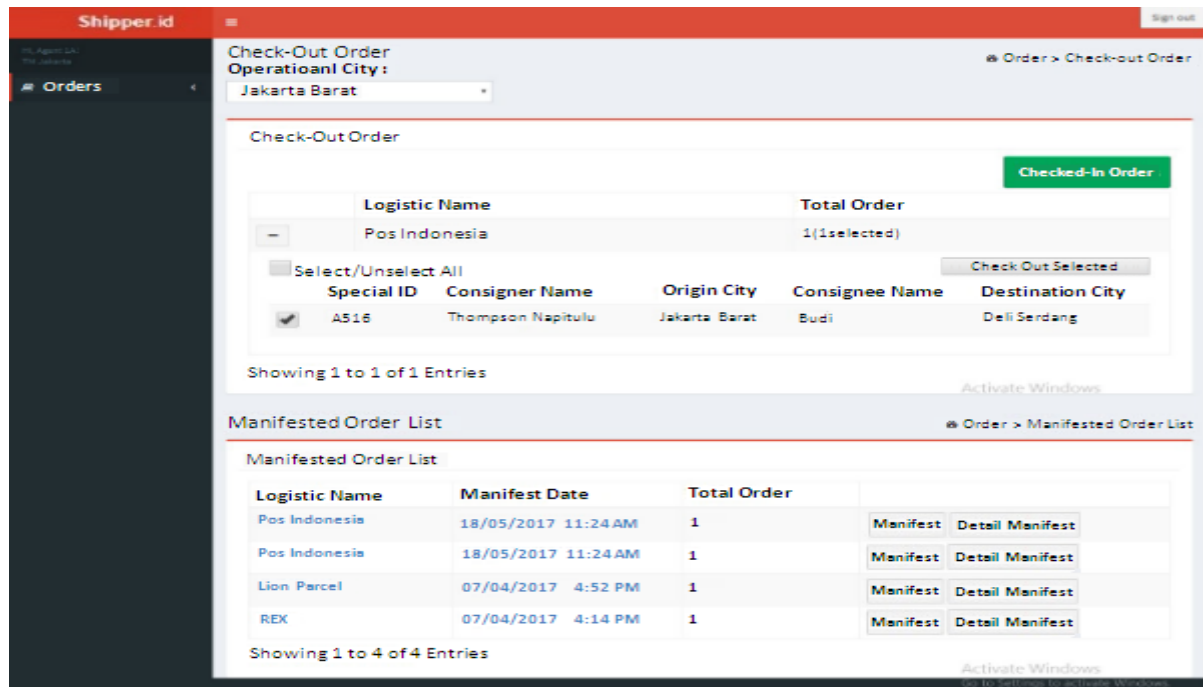 Shipper.id
Sign out
Hi, Agent 1A!
Orders
Check-Out Order
Order > Check-out Order
Operatioanl City :
Jakarta Barat
Check-Out Order
Checked-In Order
Logistic Name Total Order
Pos Indonesia 1(1selected)
Select/Unselect All Check Out Selected
Special ID Consigner Name Origin City Consignee Name Destination City
A516 Thompson Napitulu Jakarta Barat Budi Deli Serdang
Showing 1 to 1 of 1 Entries
Activate Windows
Manifested Order List
Order > Manifested Order List
Manifested Order List
Logistic Name Manifest Date Total Order
Pos Indonesia 18/05/2017 11:24 AM 1 Manifest Detail Manifest
Pos Indonesia 18/05/2017 11:24 AM 1 Manifest Detail Manifest
Lion Parcel 07/04/2017 4:52 PM 1 Manifest Detail Manifest
REX 07/04/2017 4:14 PM 1 Manifest Detail Manifest
Showing 1 to 4 of 4 Entries
Activate Windows
Go to Settings to activate Windows.